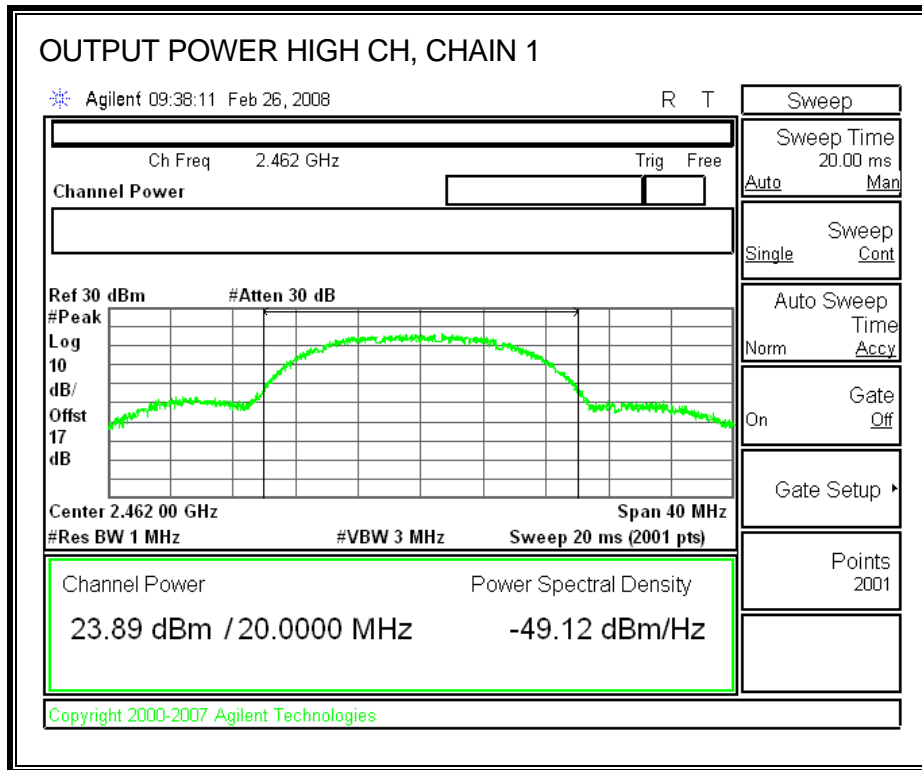 OUTPUT POWER HIGH CH, CHAIN 1
Agilent 09:38:11 Feb 26, 2008 R T
Ch Freq 2.462 GHz Trig Free
Channel Power
Ref 30 dBm #Atten 30 dB
#Peak
Log
10
dB/
Offst
17
dB
Center 2.462 00 GHz Span 40 MHz
#Res BW 1 MHz #VBW 3 MHz Sweep 20 ms (2001 pts)
Channel Power Power Spectral Density
23.89 dBm / 20.0000 MHz -49.12 dBm/Hz
Copyright 2000-2007 Agilent Technologies
Sweep
Sweep Time
20.00 ms
Auto Man
Sweep
Single Cont
Auto Sweep
Time
Norm Accy
Gate
On Off
Gate Setup
Points
2001